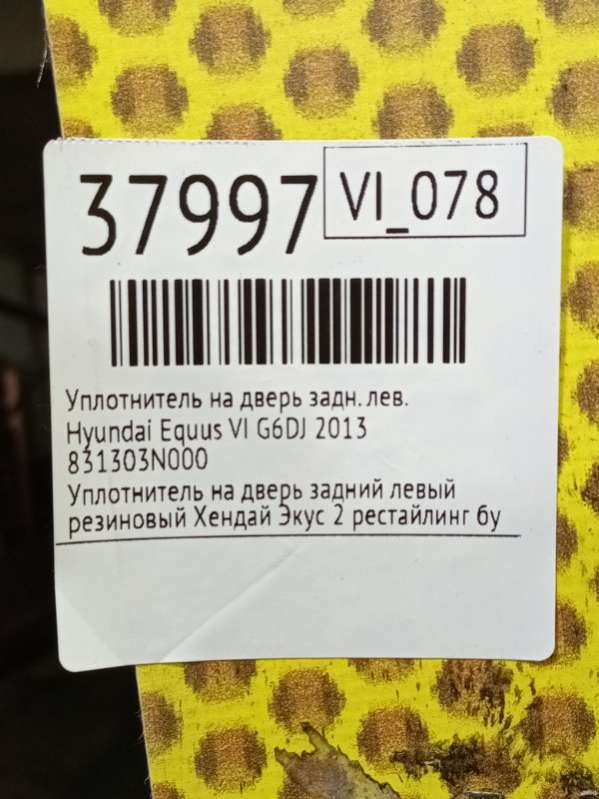 37997
VI_078
Уплотнитель на дверь задн. лев.
Hyundai Equus VI G6DJ 2013
831303N000
Уплотнитель на дверь задний левый
резиновый Хендай Экус 2 рестайлинг бу